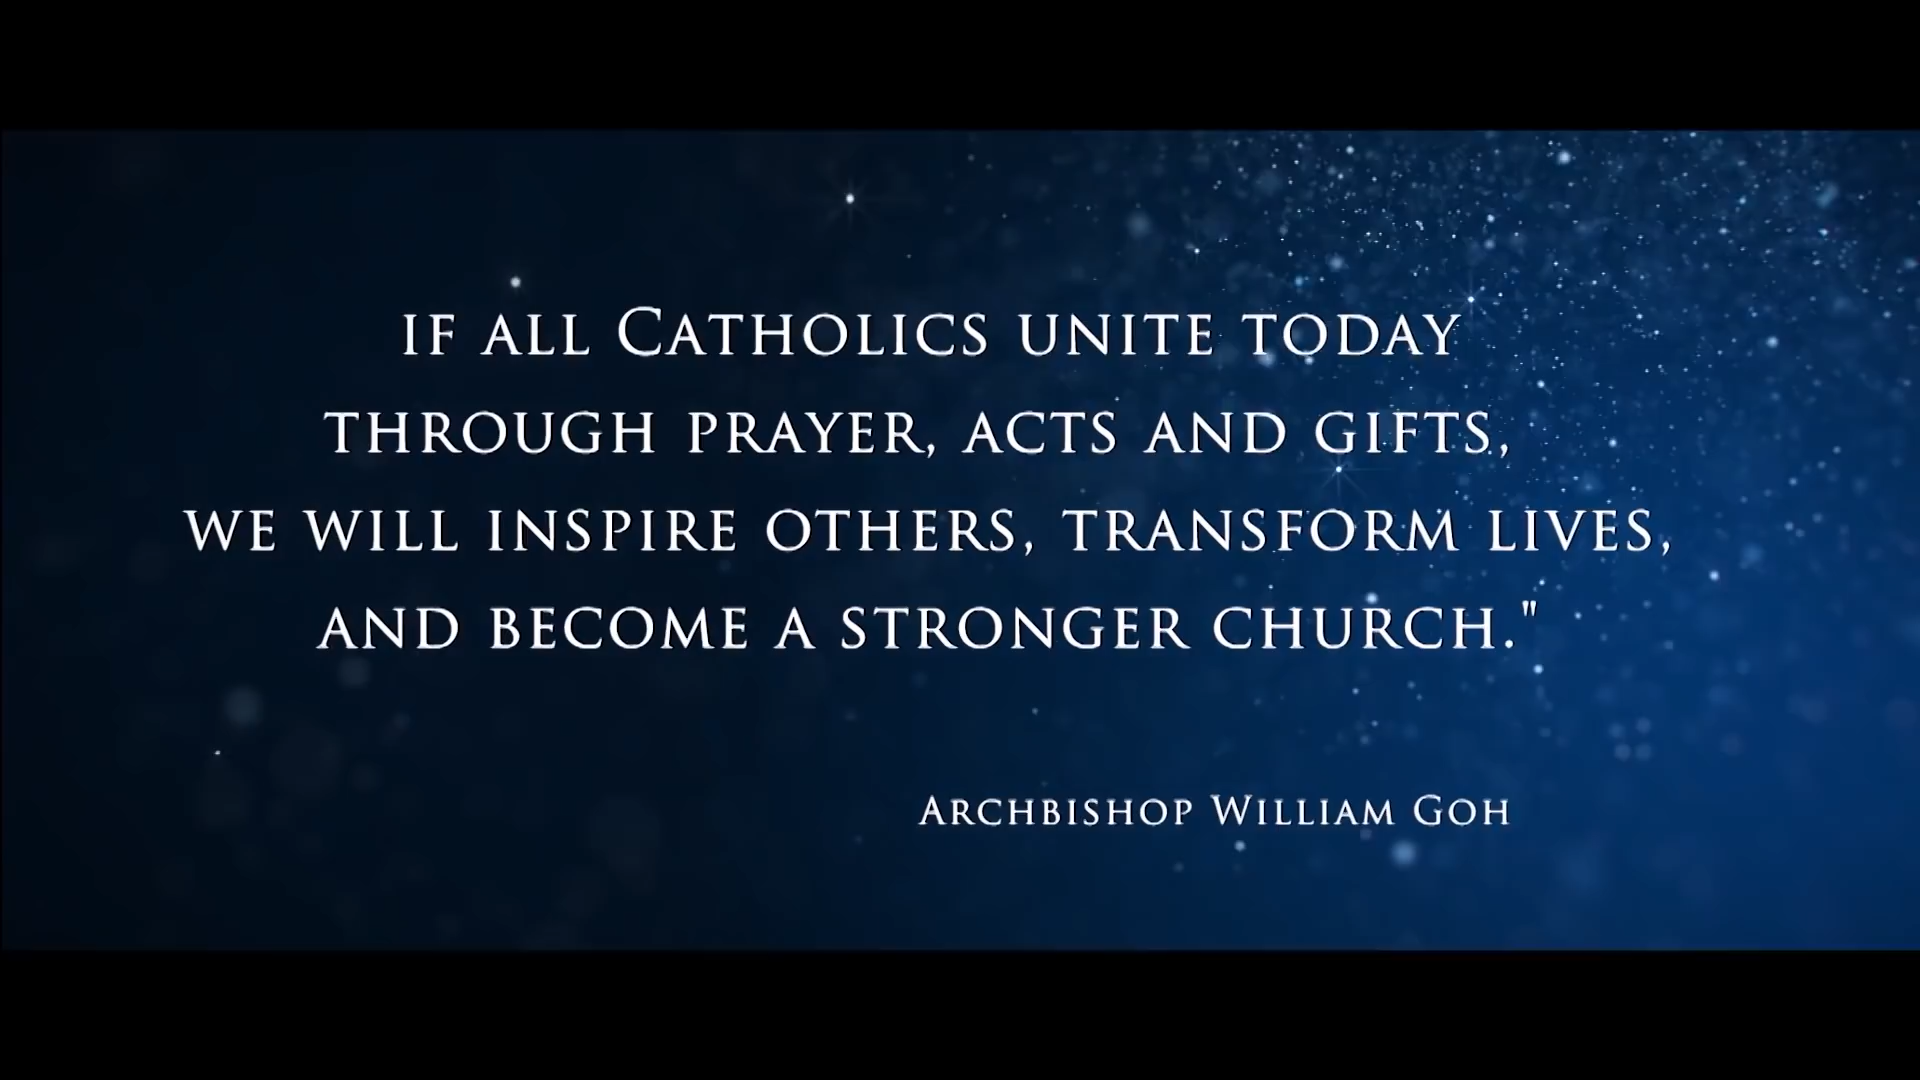 if all Catholics unite today
through prayer, acts and gifts,
we will inspire others, transform lives,
and become a stronger church."
Archbishop William Goh